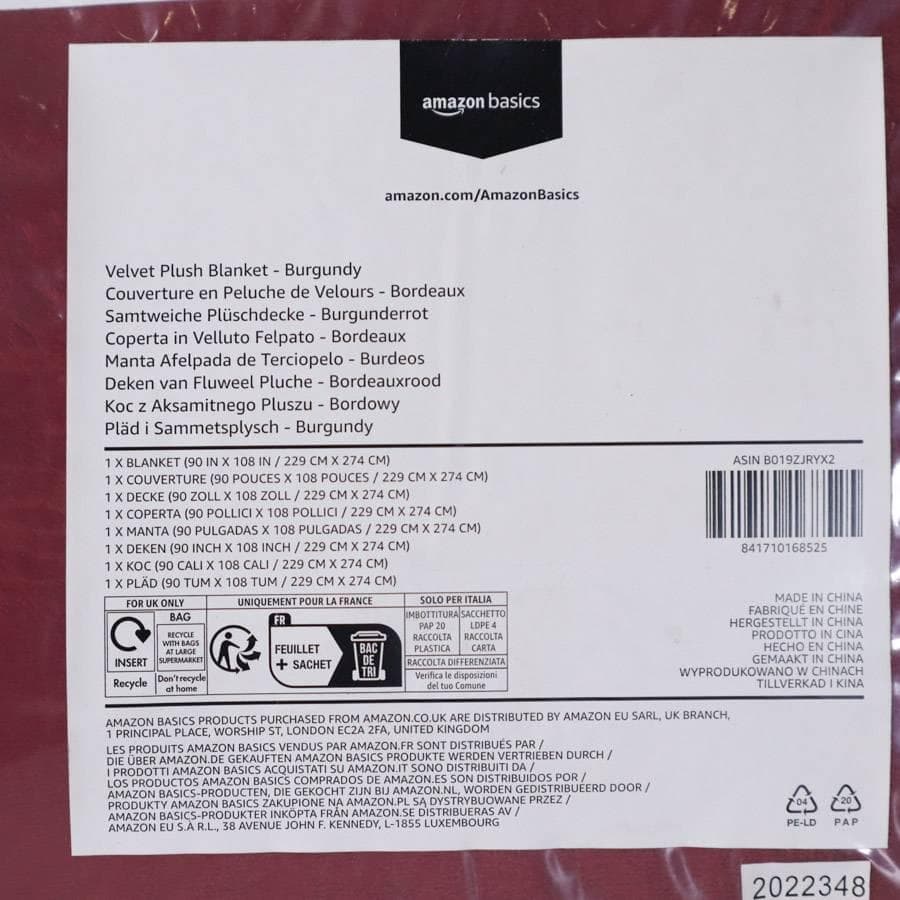 amazon basics
amazon.com/AmazonBasics
Velvet Plush Blanket - Burgundy
Couverture en Peluche de Velours - Bordeaux
Samtweiche Plüschdecke - Burgunderrot
Coperta in Velluto Felpato - Bordeaux
Manta Afelpada de Terciopelo - Burdeos
Deken van Fluweel Pluche - Bordeauxrood
Koc z Aksamitnego Pluszu - Bordowy
Pläd i Sammetsplysch - Burgundy
1 X BLANKET (90 IN X 108 IN / 229 CM X 274 CM)
1 X COUVERTURE (90 POUCES X 108 POUCES / 229 CM X 274 CM)
1 X DECKE (90 ZOLL X 108 ZOLL / 229 CM X 274 CM)
1 X COPERTA (90 POLLICI X 108 POLLICI / 229 CM X 274 CM)
1 X MANTA (90 PULGADAS X 108 PULGADAS / 229 CM X 274 CM)
1 X DEKEN (90 INCH X 108 INCH / 229 CM X 274 CM)
1 X KOC (90 CALI X 108 CALI / 229 CM X 274 CM)
1 X PLÄD (90 TUM X 108 TUM / 229 CM X 274 CM)
ASIN B019ZJRYX2
841710168525
FOR UK ONLY
INSERT
Recycle
BAG
RECYCLE
WITH BAGS
AT LARGE
SUPERMARKET
Don't recycle
at home
UNIQUEMENT POUR LA FRANCE
FR
FEUILLET
+ SACHET
BAC
DE
TRI
SOLO PER ITALIA
IMBOTTITURA
PAP 20
RACCOLTA
PLASTICA
SACCHETTO
LDPE 4
RACCOLTA
CARTA
RACCOLTA DIFFERENZIATA
Verifica le disposizioni
del tuo Comune
MADE IN CHINA
FABRIQUÉ EN CHINE
HERGESTELLT IN CHINA
PRODOTTO IN CINA
HECHO EN CHINA
GEMAAKT IN CHINA
WYPRODUKOWANO W CHINACH
TILLVERKAD I KINA
AMAZON BASICS PRODUCTS PURCHASED FROM AMAZON.CO.UK ARE DISTRIBUTED BY AMAZON EU SARL, UK BRANCH,
1 PRINCIPAL PLACE, WORSHIP ST, LONDON EC2A 2FA, UNITED KINGDOM
LES PRODUITS AMAZON BASICS VENDUS PAR AMAZON.FR SONT DISTRIBUÉS PAR /
DIE ÜBER AMAZON.DE GEKAUFTEN AMAZON BASICS PRODUKTE WERDEN VERTRIEBEN DURCH /
I PRODOTTI AMAZON BASICS ACQUISTATI SU AMAZON.IT SONO DISTRIBUITI DA /
LOS PRODUCTOS AMAZON BASICS COMPRADOS DE AMAZON.ES SON DISTRIBUIDOS POR /
AMAZON BASICS-PRODUCTEN, DIE GEKOCHT ZIJN BIJ AMAZON.NL, WORDEN GEDISTRIBUEERD DOOR /
PRODUKTY AMAZON BASICS ZAKUPIONE NA AMAZON.PL SĄ DYSTRYBUOWANE PRZEZ /
AMAZON BASICS-PRODUKTER INKÖPTA FRÅN AMAZON.SE DISTRIBUERAS AV /
AMAZON EU S.À R.L., 38 AVENUE JOHN F. KENNEDY, L-1855 LUXEMBOURG
04
PE-LD
20
PAP
2022348